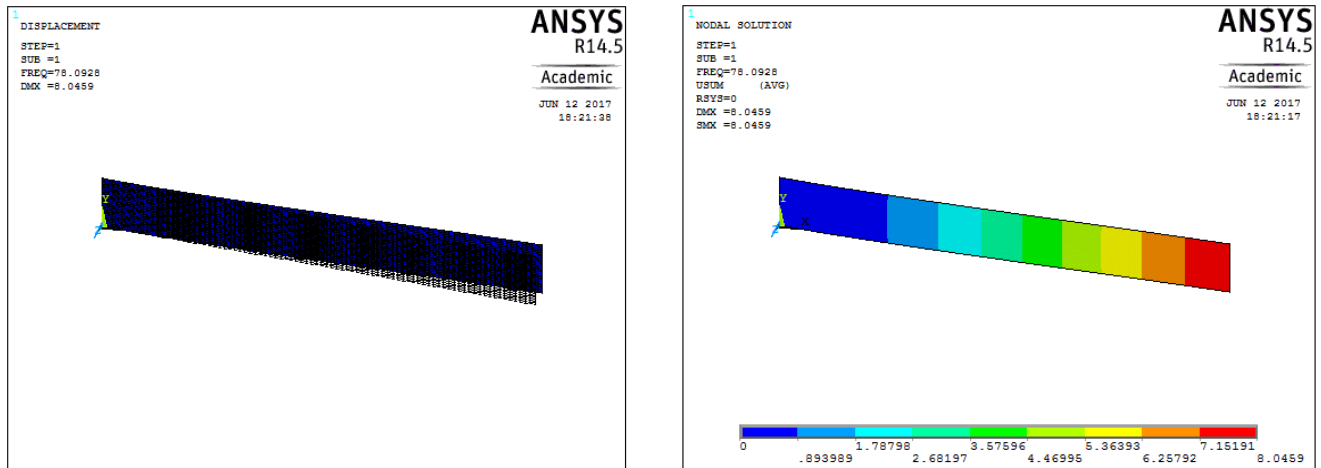 1
DISPLACEMENT
STEP=1
SUB =1
FREQ=78.0928
DMX =8.0459
ANSYS
R14.5
Academic
JUN 12 2017
18:21:38
Y
Z
1
NODAL SOLUTION
STEP=1
SUB =1
FREQ=78.0928
USUM (AVG)
RSYS=0
DMX =8.0459
SMX =8.0459
ANSYS
R14.5
Academic
JUN 12 2017
18:21:17
Y
Z X
0 1.78798 3.57596 5.36393 7.15191
.893989 2.68197 4.46995 6.25792 8.0459